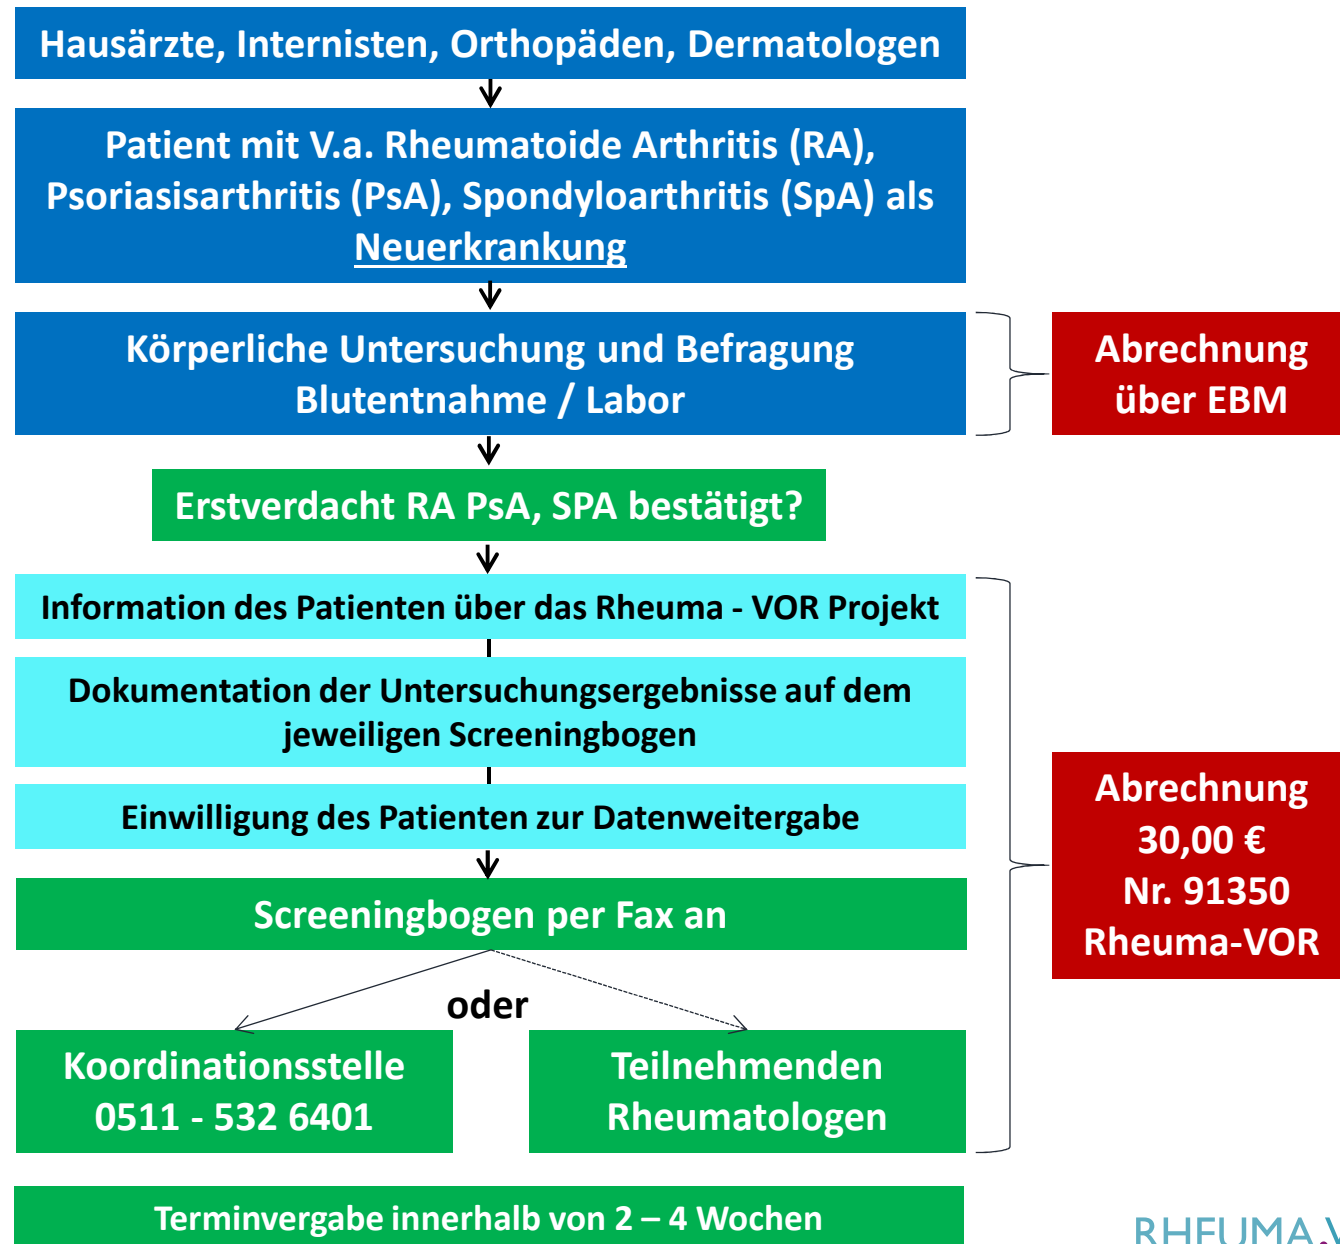 Hausärzte, Internisten, Orthopäden, Dermatologen
Patient mit V.a. Rheumatoide Arthritis (RA),
Psoriasisarthritis (PsA), Spondyloarthritis (SpA) als
Neuerkrankung
Körperliche Untersuchung und Befragung
Blutentnahme / Labor
Abrechnung
über EBM
Erstverdacht RA PsA, SPA bestätigt?
Information des Patienten über das Rheuma - VOR Projekt
Dokumentation der Untersuchungsergebnisse auf dem
jeweiligen Screeningbogen
Einwilligung des Patienten zur Datenweitergabe
Abrechnung
30,00 €
Nr. 91350
Rheuma-VOR
Screeningbogen per Fax an
oder
Koordinationsstelle
0511 - 532 6401
Teilnehmenden
Rheumatologen
Terminvergabe innerhalb von 2 – 4 Wochen
RHEUMA.V